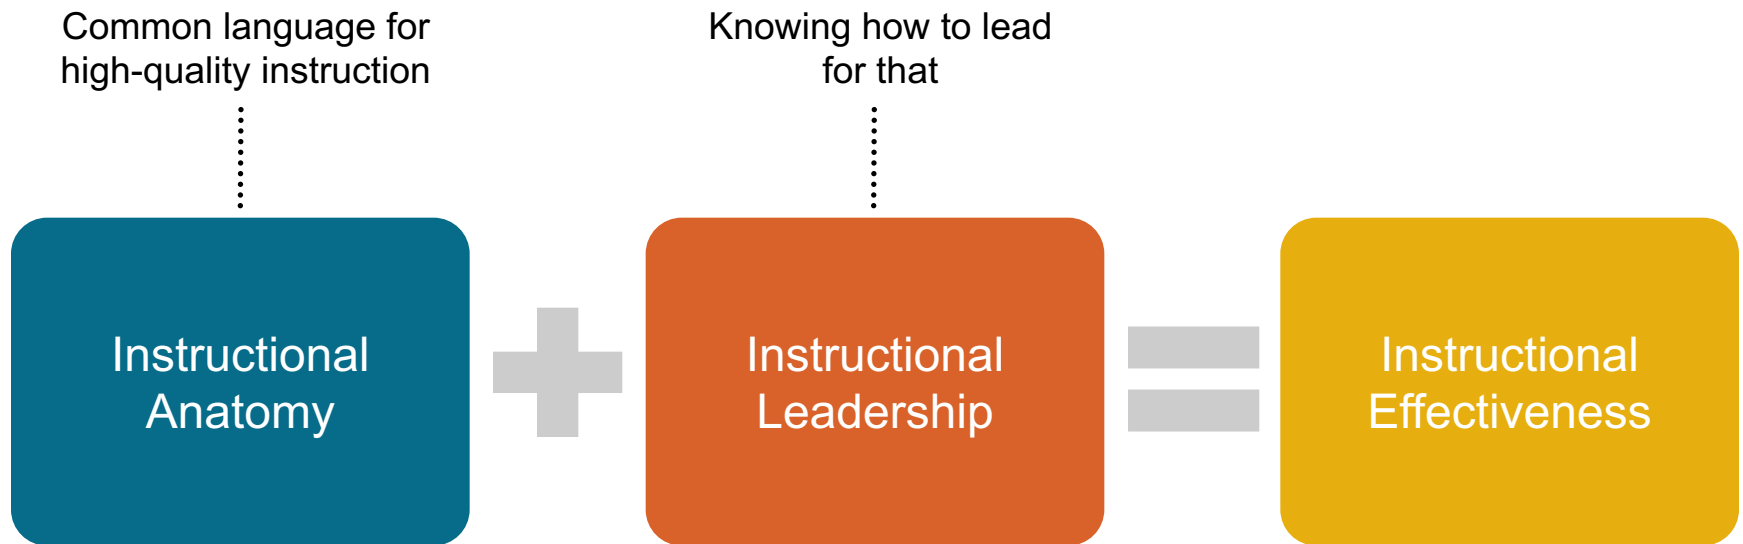 Common language for
high-quality instruction
Knowing how to lead
for that
Instructional
Anatomy
Instructional
Leadership
Instructional
Effectiveness